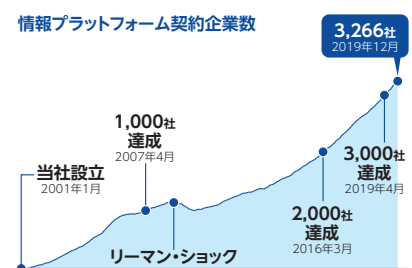 情報プラットフォーム契約企業数
3,266社
2019年12月
1,000社
達成
2007年4月
当社設立
2001年1月
3,000社
達成
2019年4月
2,000社
達成
2016年3月
リーマン・ショック